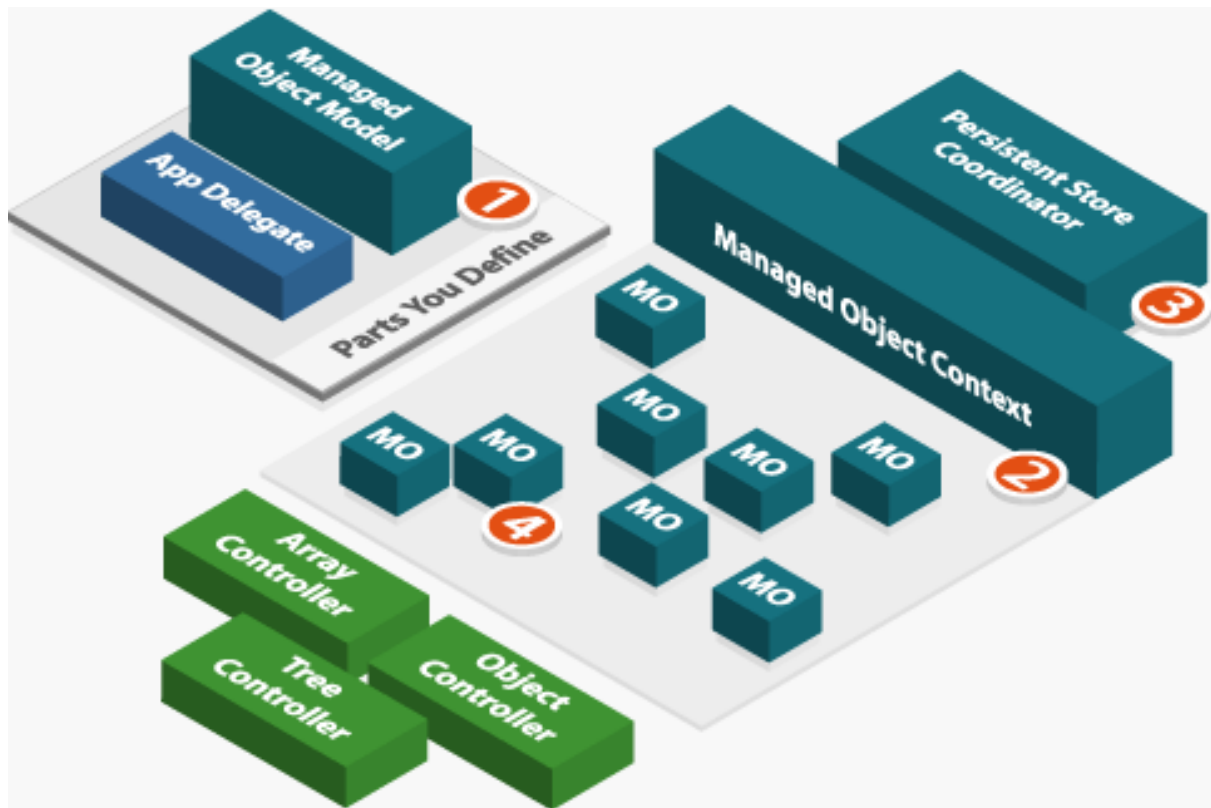 Managed
Object Model
App Delegate
1
Parts You Define
Persistent Store
Coordinator
3
Managed Object Context
2
MO
MO
MO
MO
MO
MO
MO
MO
4
Array
Controller
Tree
Controller
Object
Controller